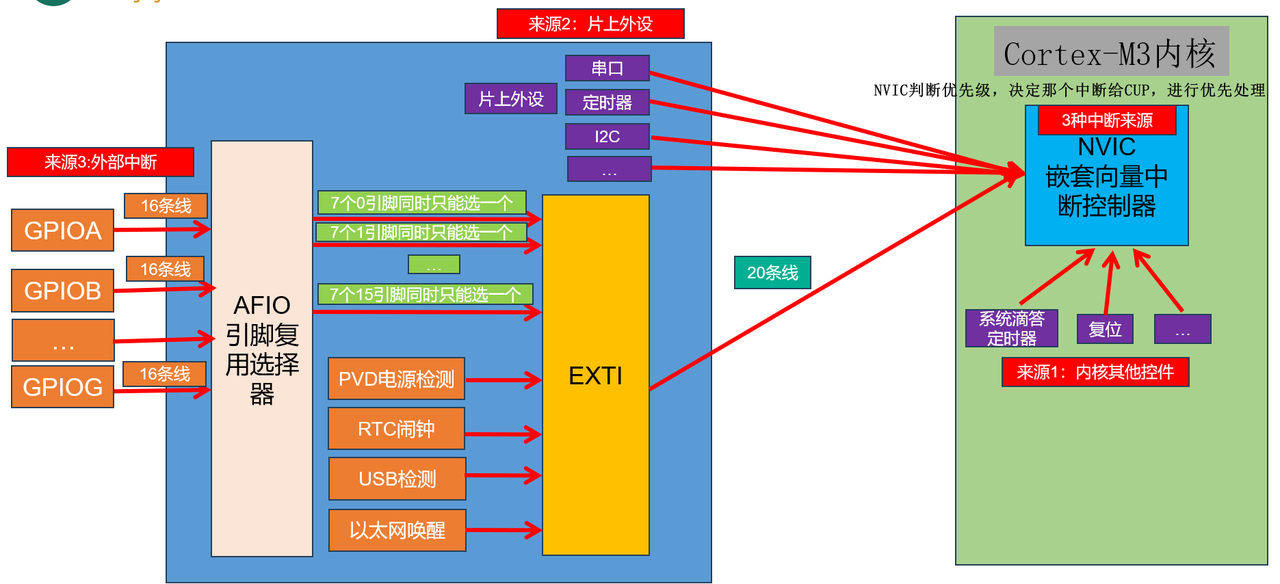 来源2：片上外设
串口
片上外设
定时器
I2C
...
来源3:外部中断
16条线
GPIOA
16条线
GPIOB
...
16条线
GPIOG
AFIO
引脚复
用选择
器
7个0引脚同时只能选一个
7个1引脚同时只能选一个
...
7个15引脚同时只能选一个
PVD电源检测
RTC闹钟
USB检测
以太网唤醒
EXTI
20条线
Cortex-M3内核
NVIC判断优先级，决定那个中断给CUP，进行优先处理
3种中断来源
NVIC
嵌套向量中
断控制器
系统滴答
定时器
复位
...
来源1：内核其他控件